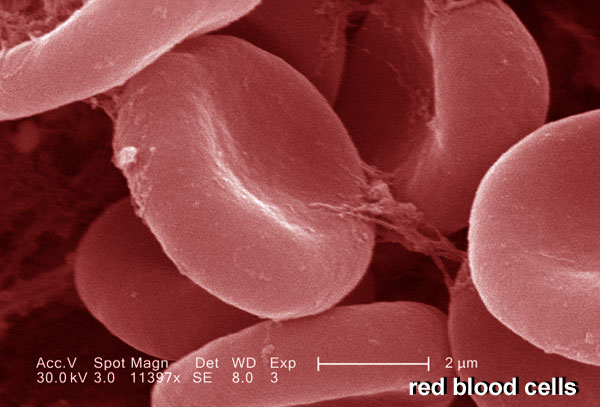 Acc.V Spot Magn Det WD Exp
30.0 kV 3.0 11397x SE 8.0 3 2 µm
red blood cells